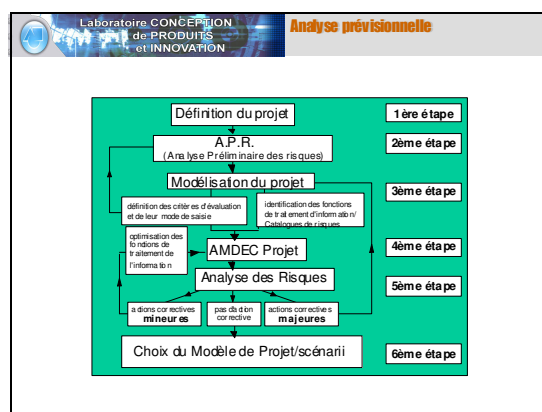 Laboratoire CONCEPTION
de PRODUITS
et INNOVATION
Analyse prévisionnelle
Définition du projet
1ère étape
A.P.R.
(Analyse Préliminaire des risques)
2ème étape
Modélisation du projet
3ème étape
définition des critères d'évaluation
et de leur mode de saisie
identification des fonctions
de traitement d'information/
Catalogues de risques
optimisation des
fonctions de
traitement de
l'information
AMDEC Projet
4ème étape
Analyse des Risques
5ème étape
actions correctives
mineures
pas d'action
corrective
actions correctives
majeures
Choix du Modèle de Projet/scénarii
6ème étape